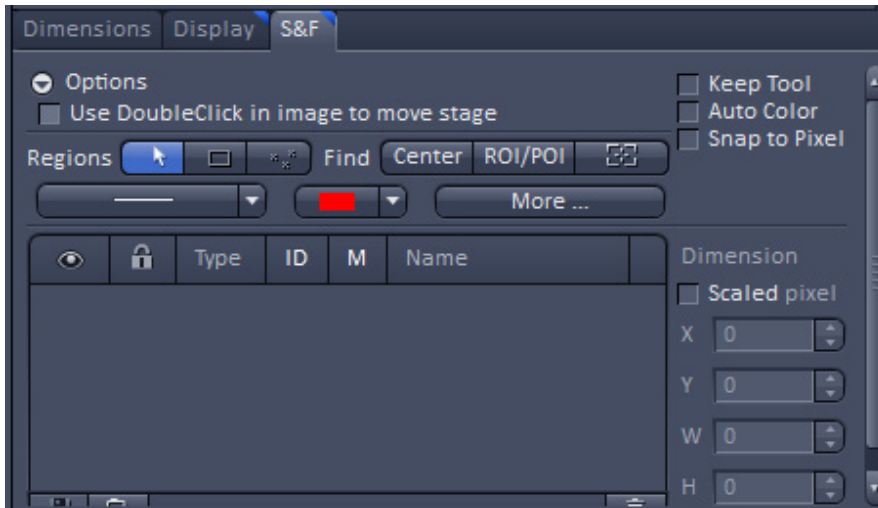 Dimensions Display S&F
Options
Use DoubleClick in image to move stage
Keep Tool
Auto Color
Snap to Pixel
Regions Find Center ROI/POI
More ...
Type ID M Name
Dimension
Scaled pixel
X 0
Y 0
W 0
H 0